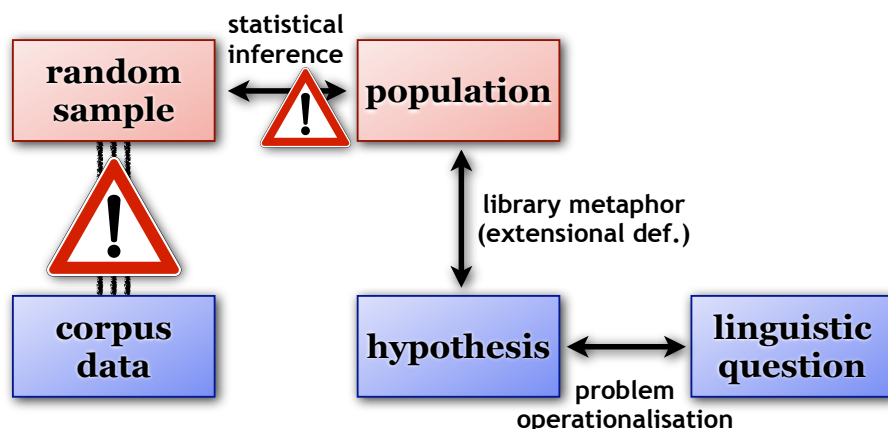 statistical
inference
random
sample
population
library metaphor
(extensional def.)
corpus
data
hypothesis
linguistic
question
problem
operationalisation